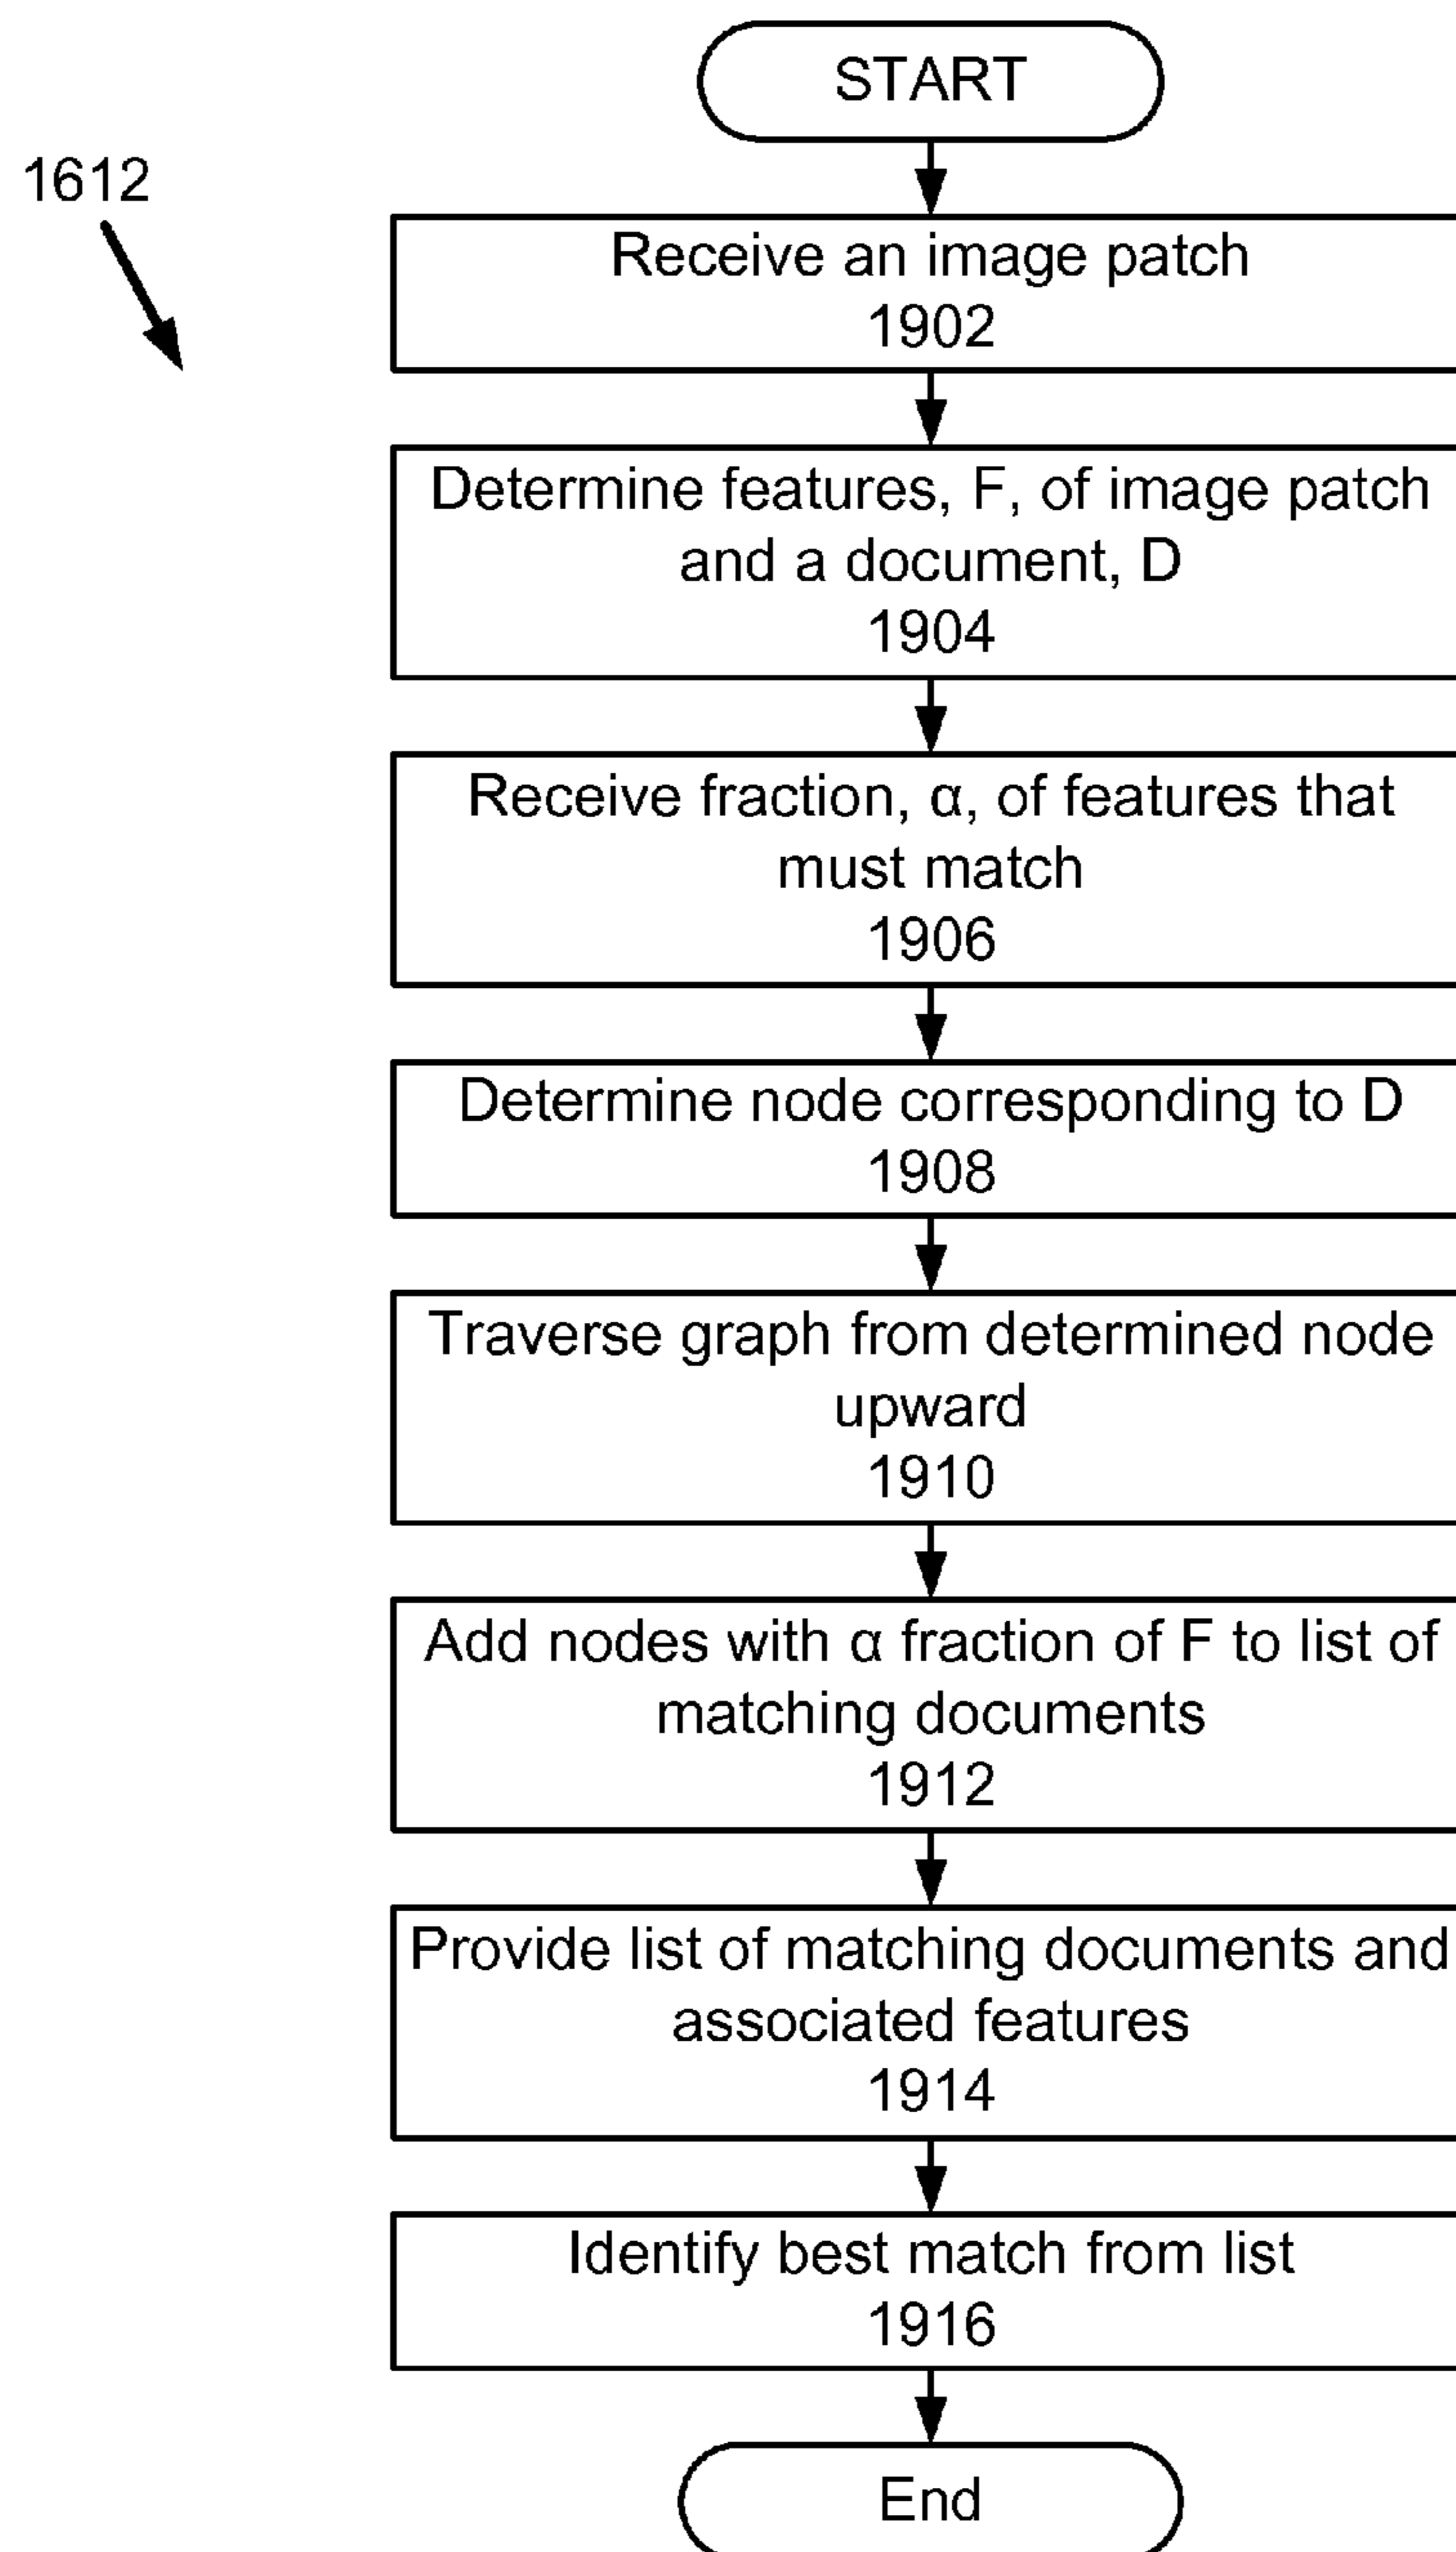 START
1612
Receive an image patch
1902
Determine features, F, of image patch
and a document, D
1904
Receive fraction, α, of features that
must match
1906
Determine node corresponding to D
1908
Traverse graph from determined node
upward
1910
Add nodes with α fraction of F to list of
matching documents
1912
Provide list of matching documents and
associated features
1914
Identify best match from list
1916
End